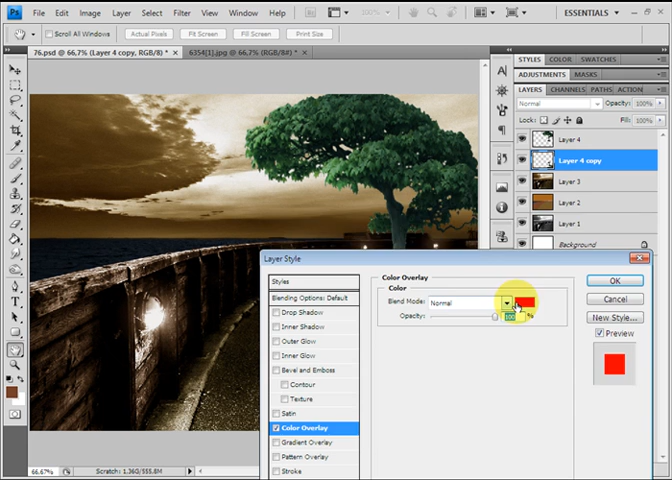 Ps File Edit Image Layer Select Filter Analysis View Window Help 100% ESSENTIALS
Scroll All Windows Actual Pixels Fit Screen Fill Screen Print Size
76.psd @ 66,7% (Layer 4 copy, RGB/8) * × 6354[1].jpg @ 66,7% (RGB/8#) * ×
STYLES COLOR SWATCHES
ADJUSTMENTS MASKS
LAYERS CHANNELS PATHS ACTION
Normal Opacity: 100%
Lock: Fill: 100%
Layer 4
Layer 4 copy
Layer 3
Layer 2
Layer 1
Background
Layer Style
Styles
Blending Options: Default
Drop Shadow
Inner Shadow
Outer Glow
Inner Glow
Bevel and Emboss
Contour
Texture
Satin
Color Overlay
Gradient Overlay
Pattern Overlay
Stroke
Color Overlay
Color
Blend Mode: Normal
Opacity: 100 %
OK
Cancel
New Style...
Preview
66.67% Scratch: 1,36G/555.8M